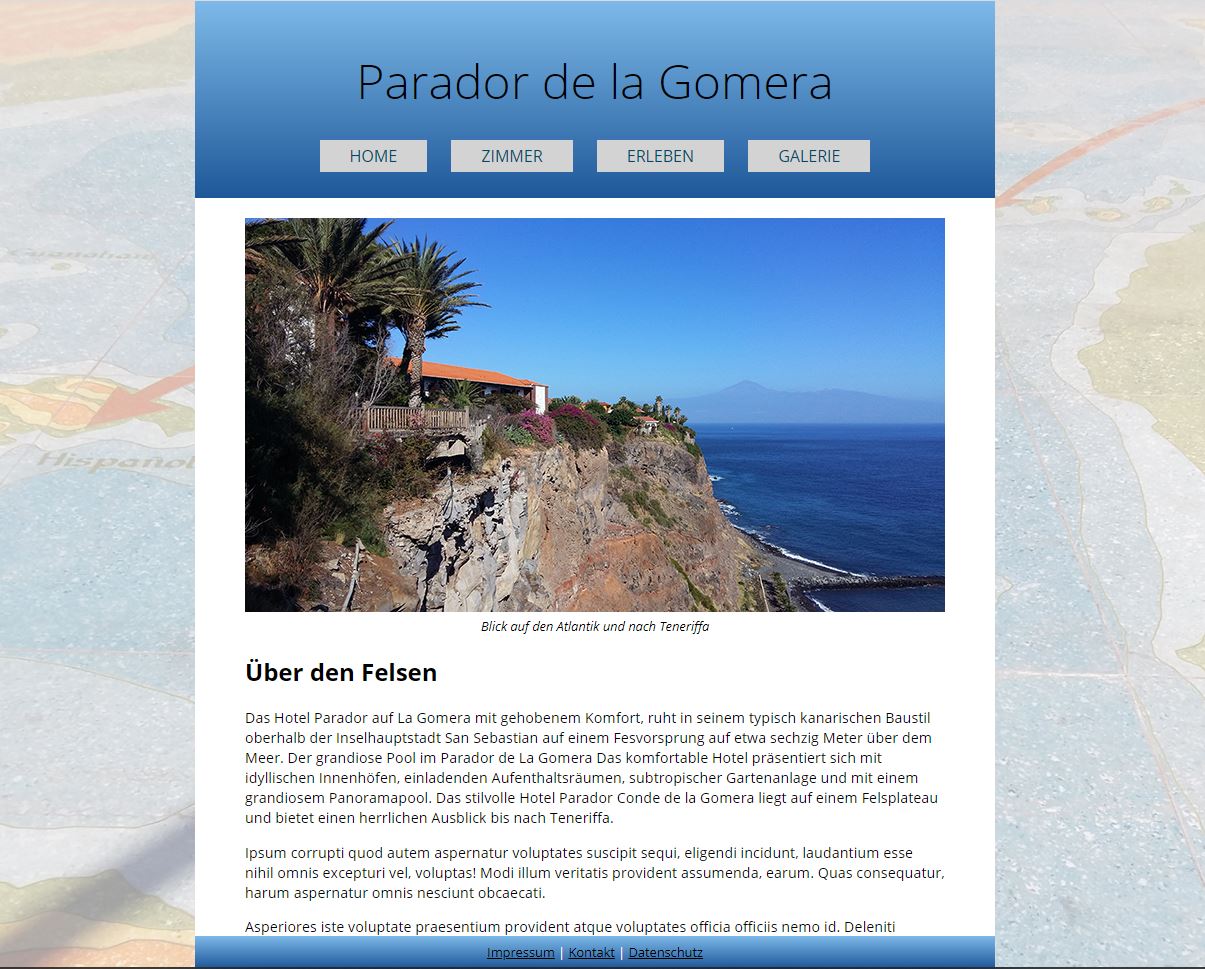 Parador de la Gomera
HOME ZIMMER ERLEBEN GALERIE
Hispanol
Blick auf den Atlantik und nach Teneriffa
Über den Felsen
Das Hotel Parador auf La Gomera mit gehobenem Komfort, ruht in seinem typisch kanarischen Baustil
oberhalb der Inselhauptstadt San Sebastian auf einem Fesvorsprung auf etwa sechzig Meter über dem
Meer. Der grandiose Pool im Parador de La Gomera Das komfortable Hotel präsentiert sich mit
idyllischen Innenhöfen, einladenden Aufenthaltsräumen, subtropischer Gartenanlage und mit einem
grandiosem Panoramapool. Das stilvolle Hotel Parador Conde de la Gomera liegt auf einem Felsplateau
und bietet einen herrlichen Ausblick bis nach Teneriffa.
Ipsum corrupti quod autem aspernatur voluptates suscipit sequi, eligendi incidunt, laudantium esse
nihil omnis excepturi vel, voluptas! Modi illum veritatis provident assumenda, earum. Quas consequatur,
harum aspernatur omnis nesciunt obcaecati.
Asperiores iste voluptate praesentium provident atque voluptates officia officiis nemo id. Deleniti
Impressum | Kontakt | Datenschutz